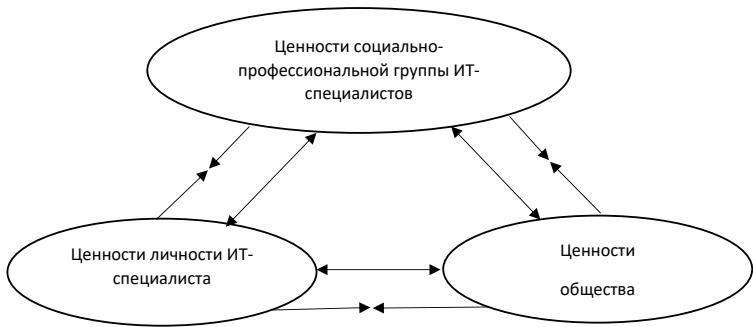 Ценности социально-
профессиональной группы ИТ-
специалистов
Ценности личности ИТ-
специалиста
Ценности
общества